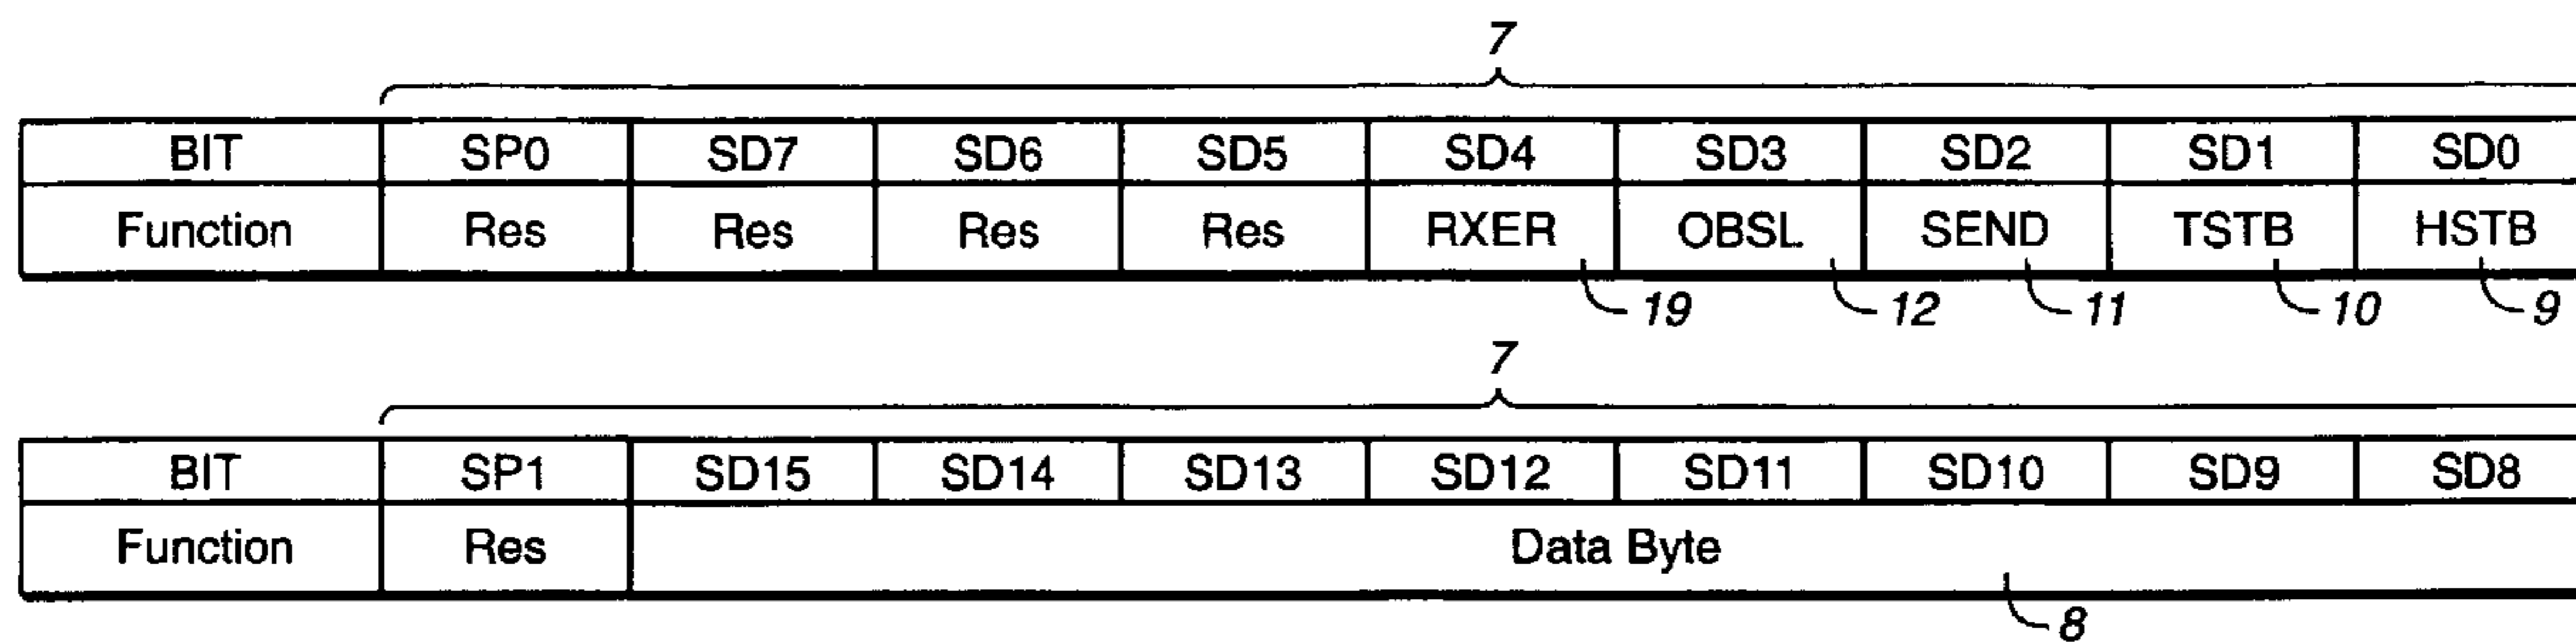 7
BIT SP0 SD7 SD6 SD5 SD4 SD3 SD2 SD1 SD0
Function Res Res Res Res RXER OBSL SEND TSTB HSTB
19 12 11 10 9
7
BIT SP1 SD15 SD14 SD13 SD12 SD11 SD10 SD9 SD8
Function Res Data Byte
8